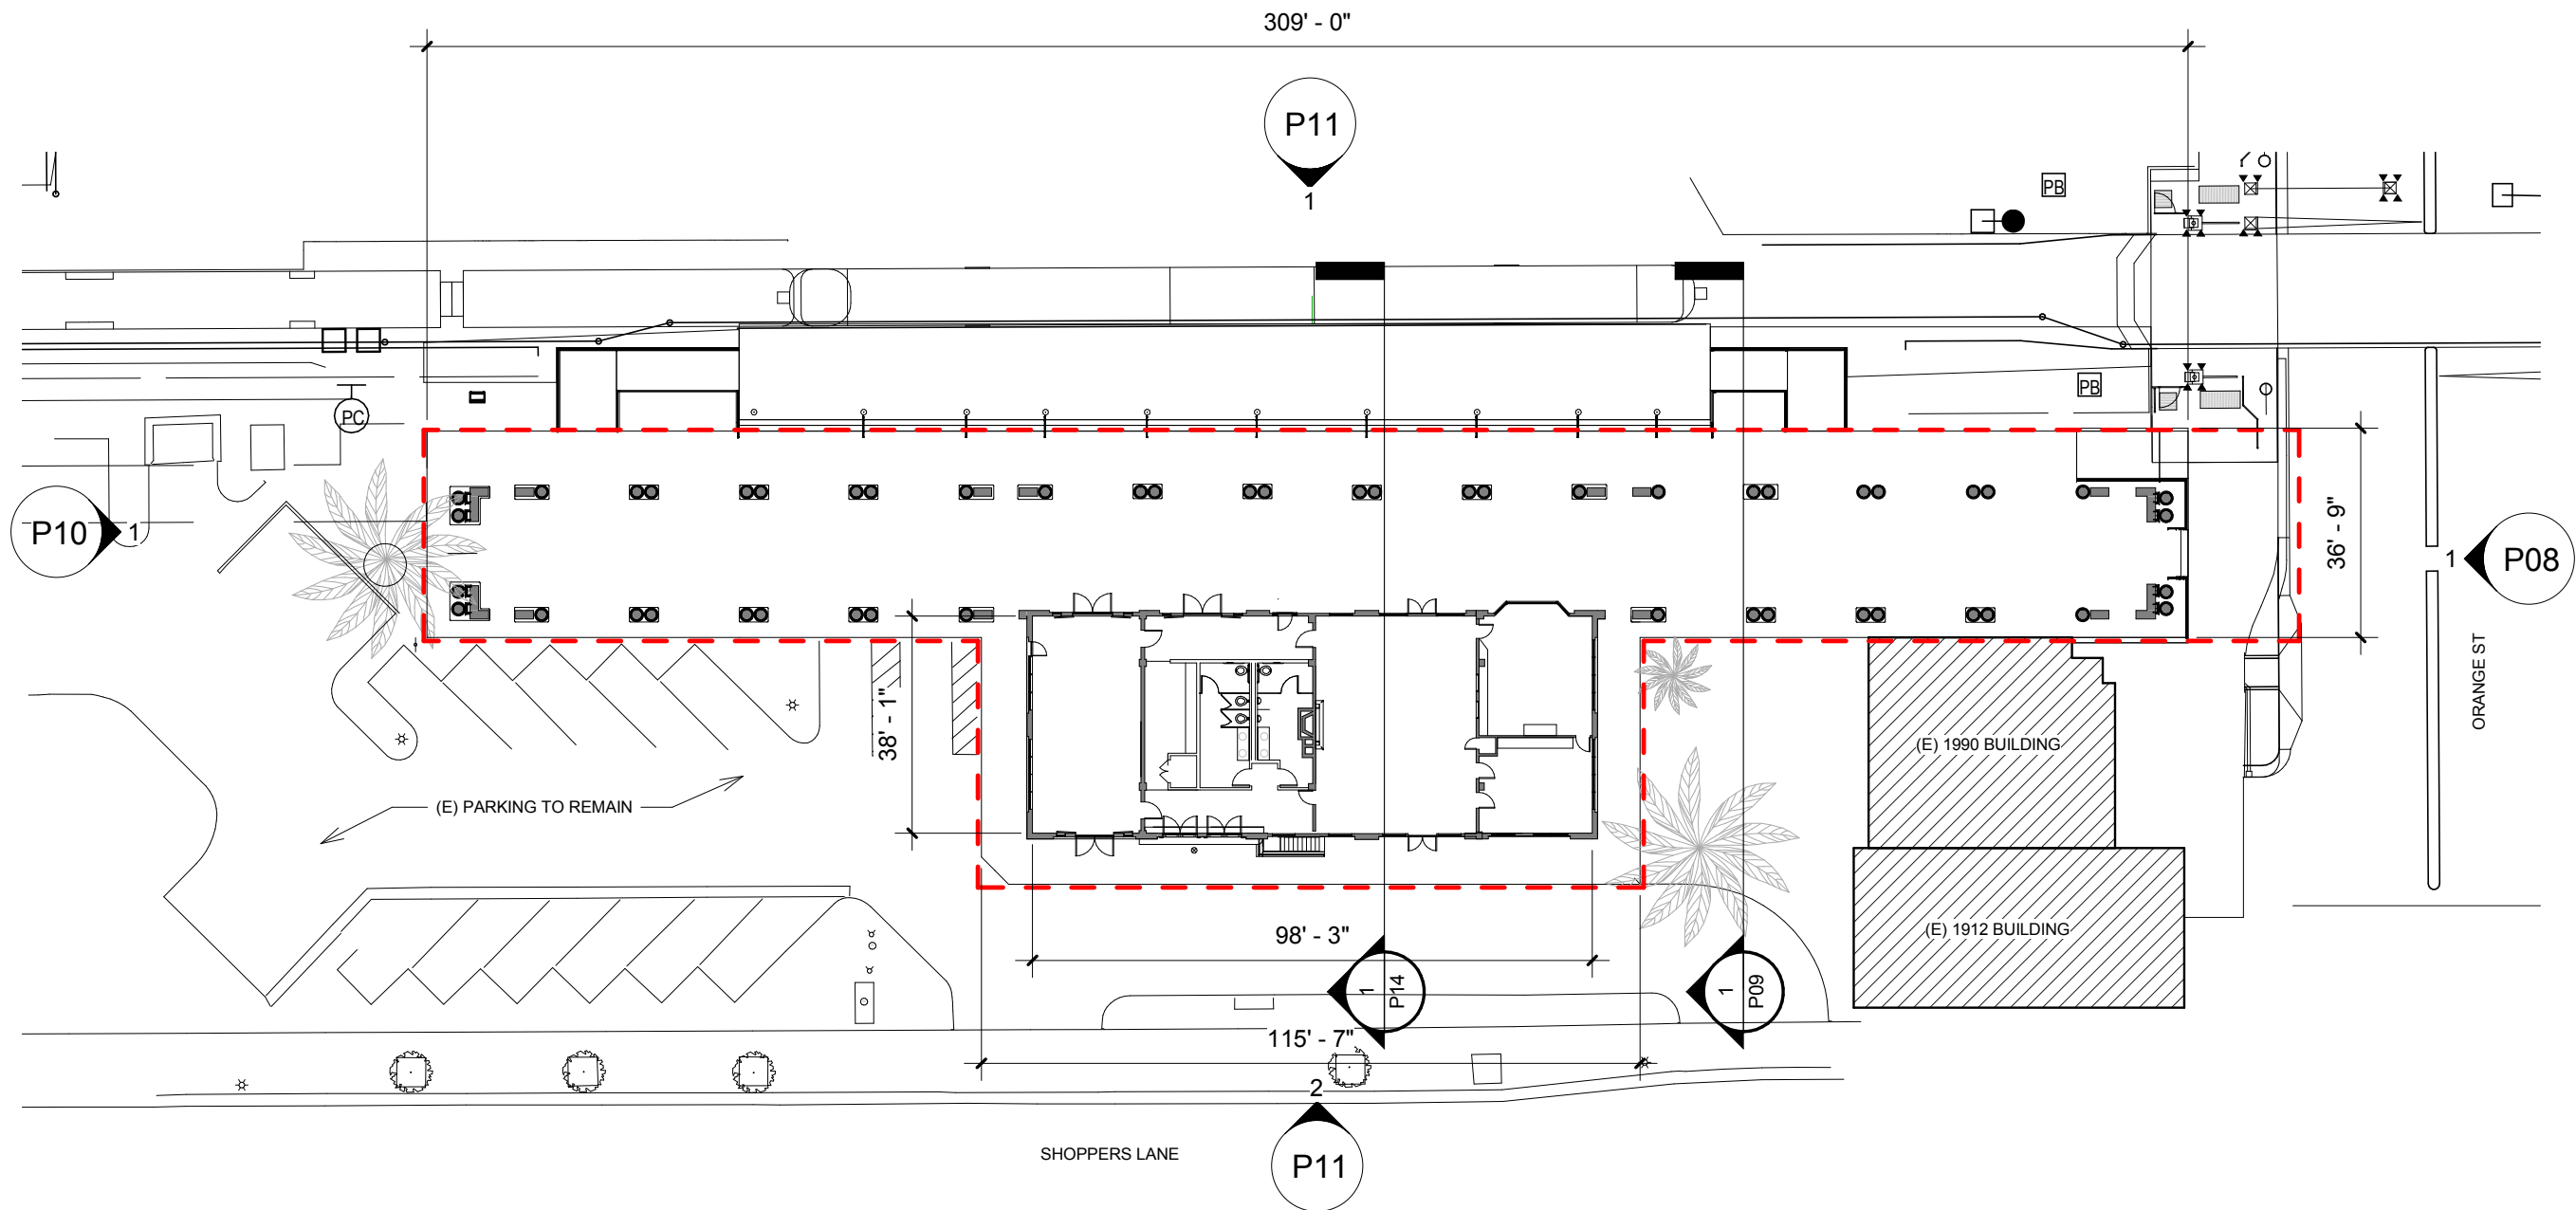 309' - 0"
P11
1
PB
PB
PC
P10
1
36' - 9"
1
P08
ORANGE ST
38' - 1"
(E) 1990 BUILDING
(E) PARKING TO REMAIN
(E) 1912 BUILDING
98' - 3"
1
P14
1
P09
115' - 7"
2
P11
SHOPPERS LANE